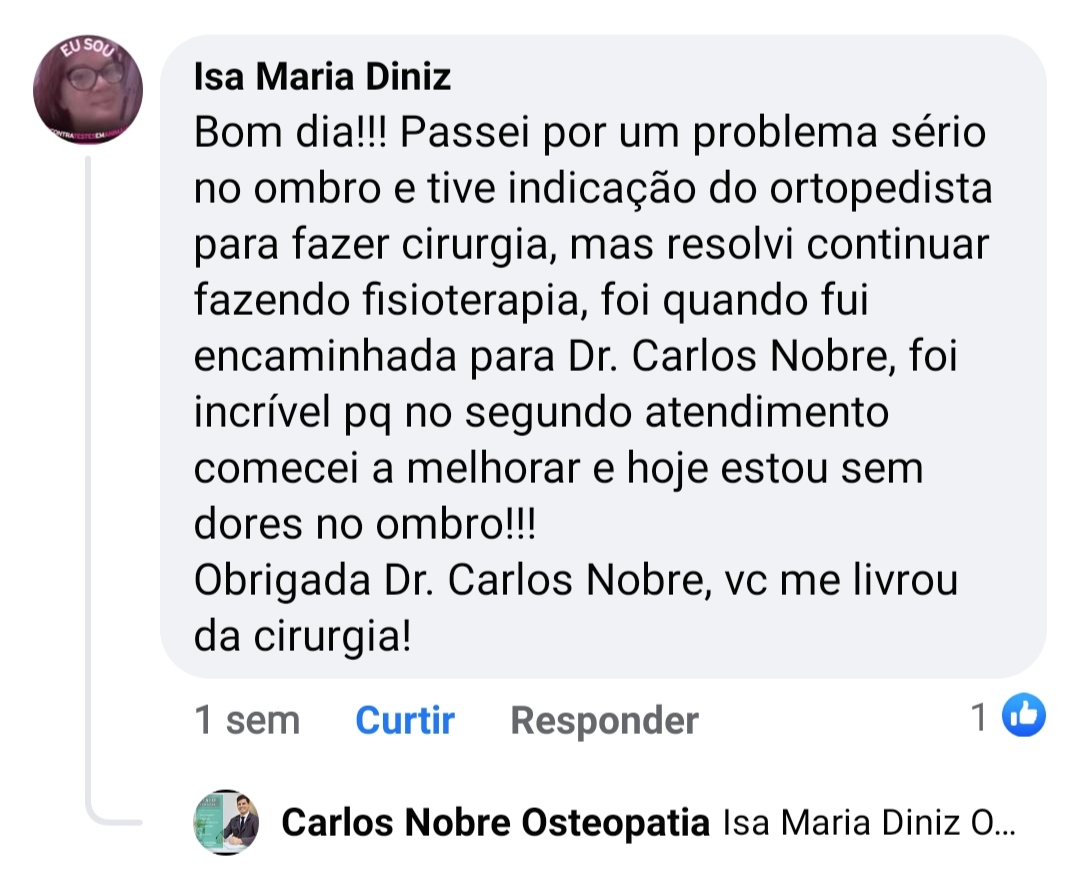 EU SOU
Isa Maria Diniz
Bom dia!!! Passei por um problema sério
no ombro e tive indicação do ortopedista
para fazer cirurgia, mas resolvi continuar
fazendo fisioterapia, foi quando fui
encaminhada para Dr. Carlos Nobre, foi
incrível pq no segundo atendimento
comecei a melhorar e hoje estou sem
dores no ombro!!!
Obrigada Dr. Carlos Nobre, vc me livrou
da cirurgia!
1 sem Curtir Responder 1
Carlos Nobre Osteopatia Isa Maria Diniz O...